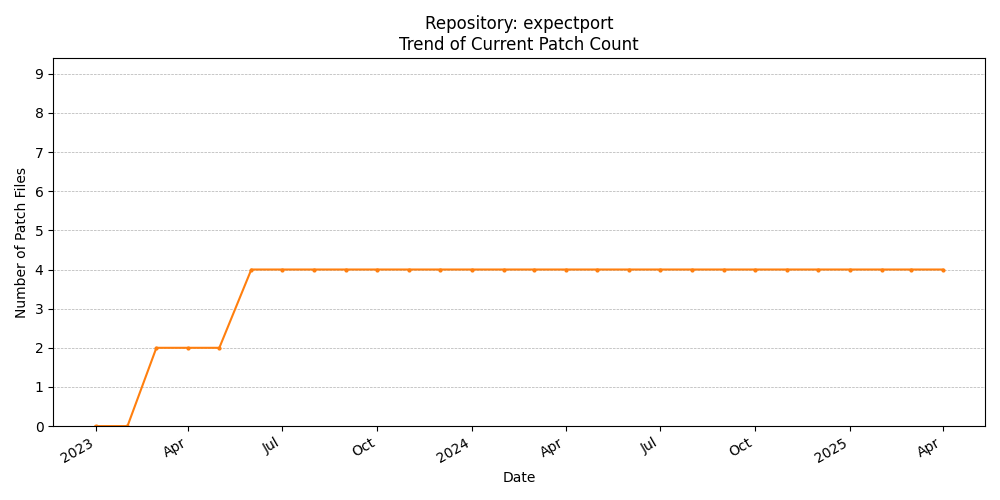 Repository: expectport
Trend of Current Patch Count
9
8
7
6
5
4
3
2
1
0
Number of Patch Files
2023
Apr
Jul
Oct
2024
Apr
Jul
Oct
2025
Apr
Date